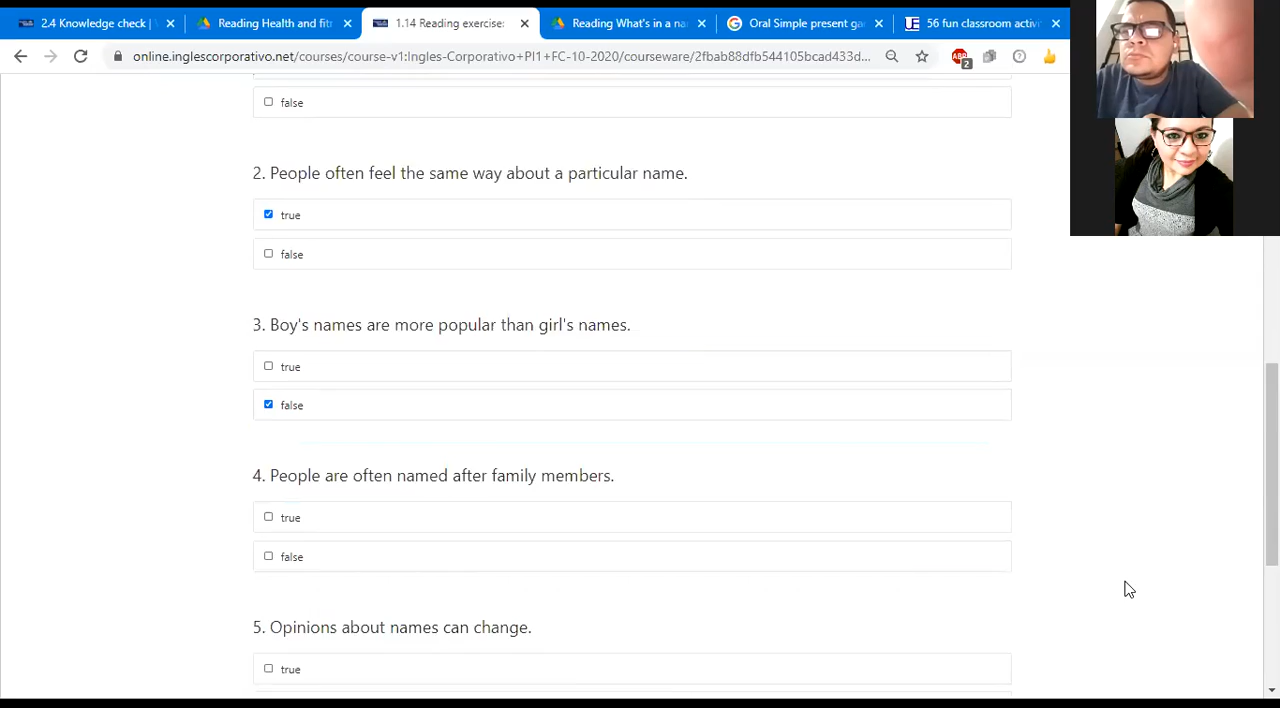 2.4 Knowledge check |
Reading Health and fit
1.14 Reading exercise:
Reading What's in a na
Oral Simple present ga
56 fun classroom activ
online.inglescorporativo.net/courses/course-v1:Ingles-Corporativo+PI1+FC-10-2020/courseware/2fbab88dfb544105bcad433d...
2
false
2. People often feel the same way about a particular name.
true
false
3. Boy's names are more popular than girl's names.
true
false
4. People are often named after family members.
true
false
5. Opinions about names can change.
true